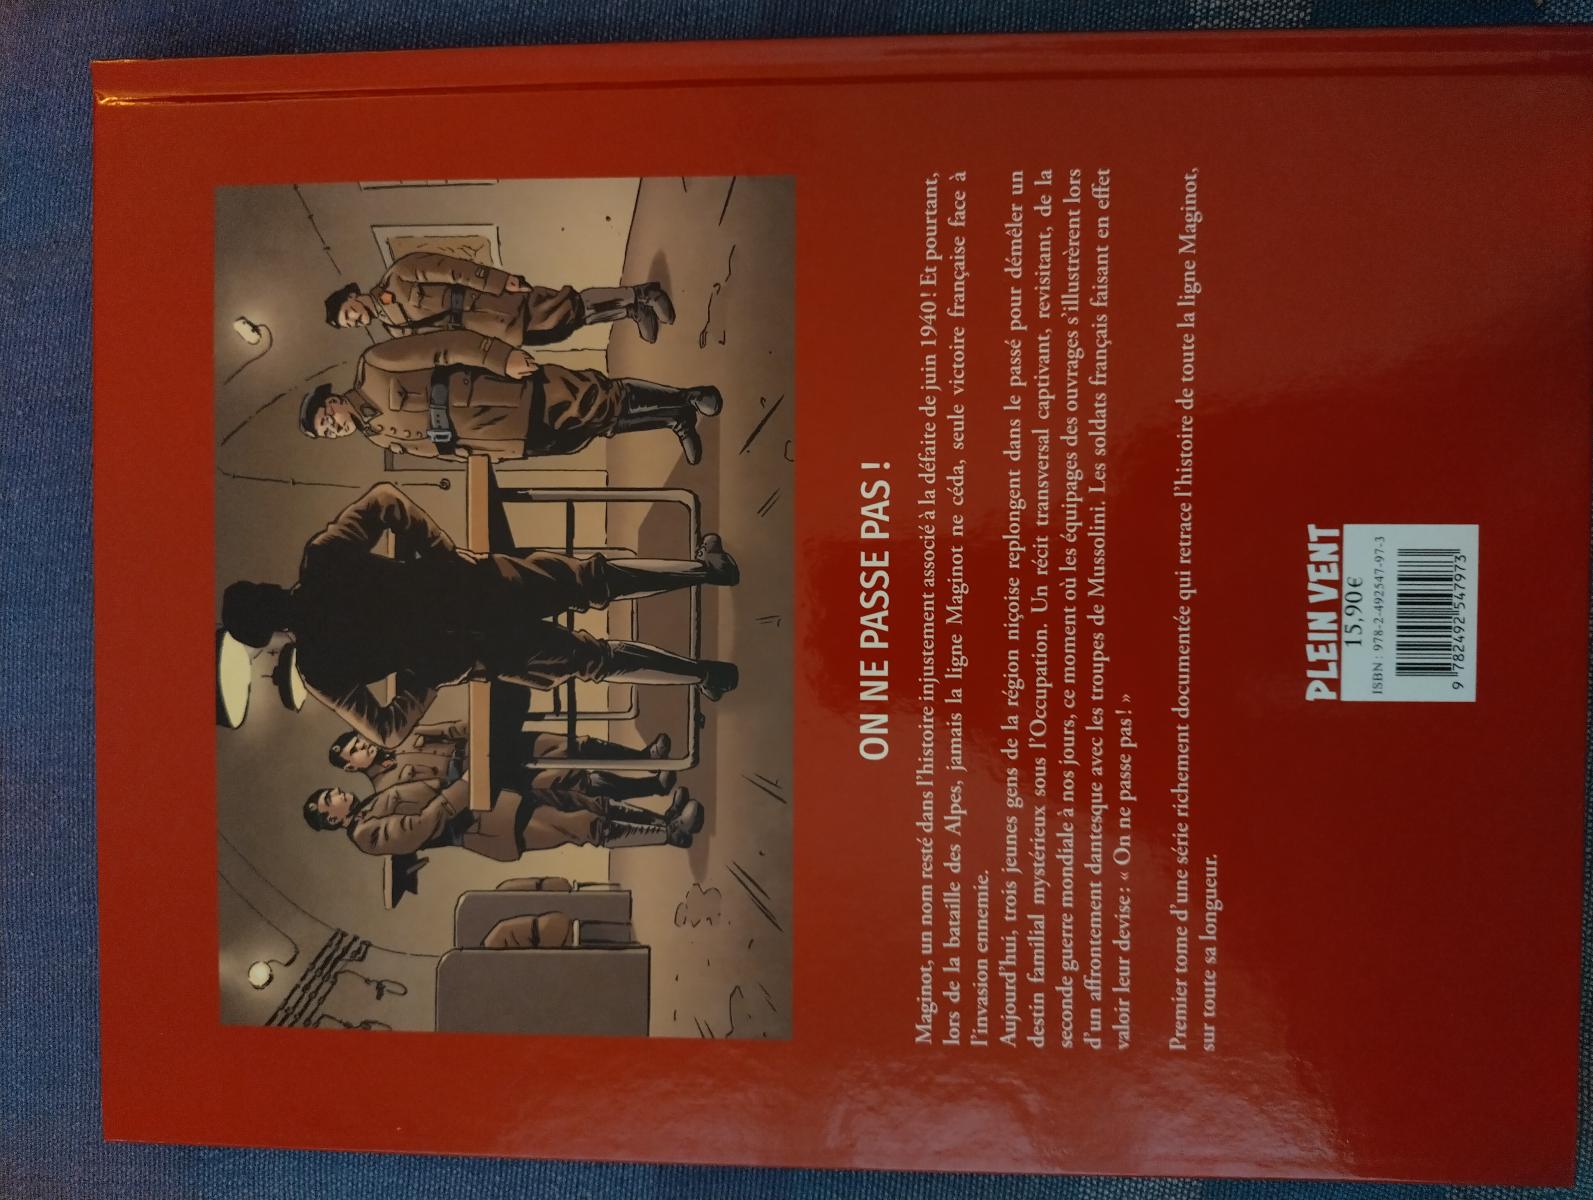 ON NE PASSE PAS !
Maginot, un nom resté dans l'histoire injustement associé à la défaite de juin 1940 ! Et pourtant,
lors de la bataille des Alpes, jamais la ligne Maginot ne céda, seule victoire française face à
l'invasion ennemie.
Aujourd'hui, trois jeunes gens de la région niçoise replongent dans le passé pour démêler un
destin familial mystérieux sous l'Occupation. Un récit transversal captivant, revisitant, de la
seconde guerre mondiale à nos jours, ce moment où les équipages des ouvrages s'illustrèrent lors
d'un affrontement dantesque avec les troupes de Mussolini. Les soldats français faisant en effet
valoir leur devise : « On ne passe pas ! »
Premier tome d'une série richement documentée qui retrace l'histoire de toute la ligne Maginot,
sur toute sa longueur.
PLEIN VENT
15,90€
ISBN : 978-2-492547-97-3
9 782492 547973